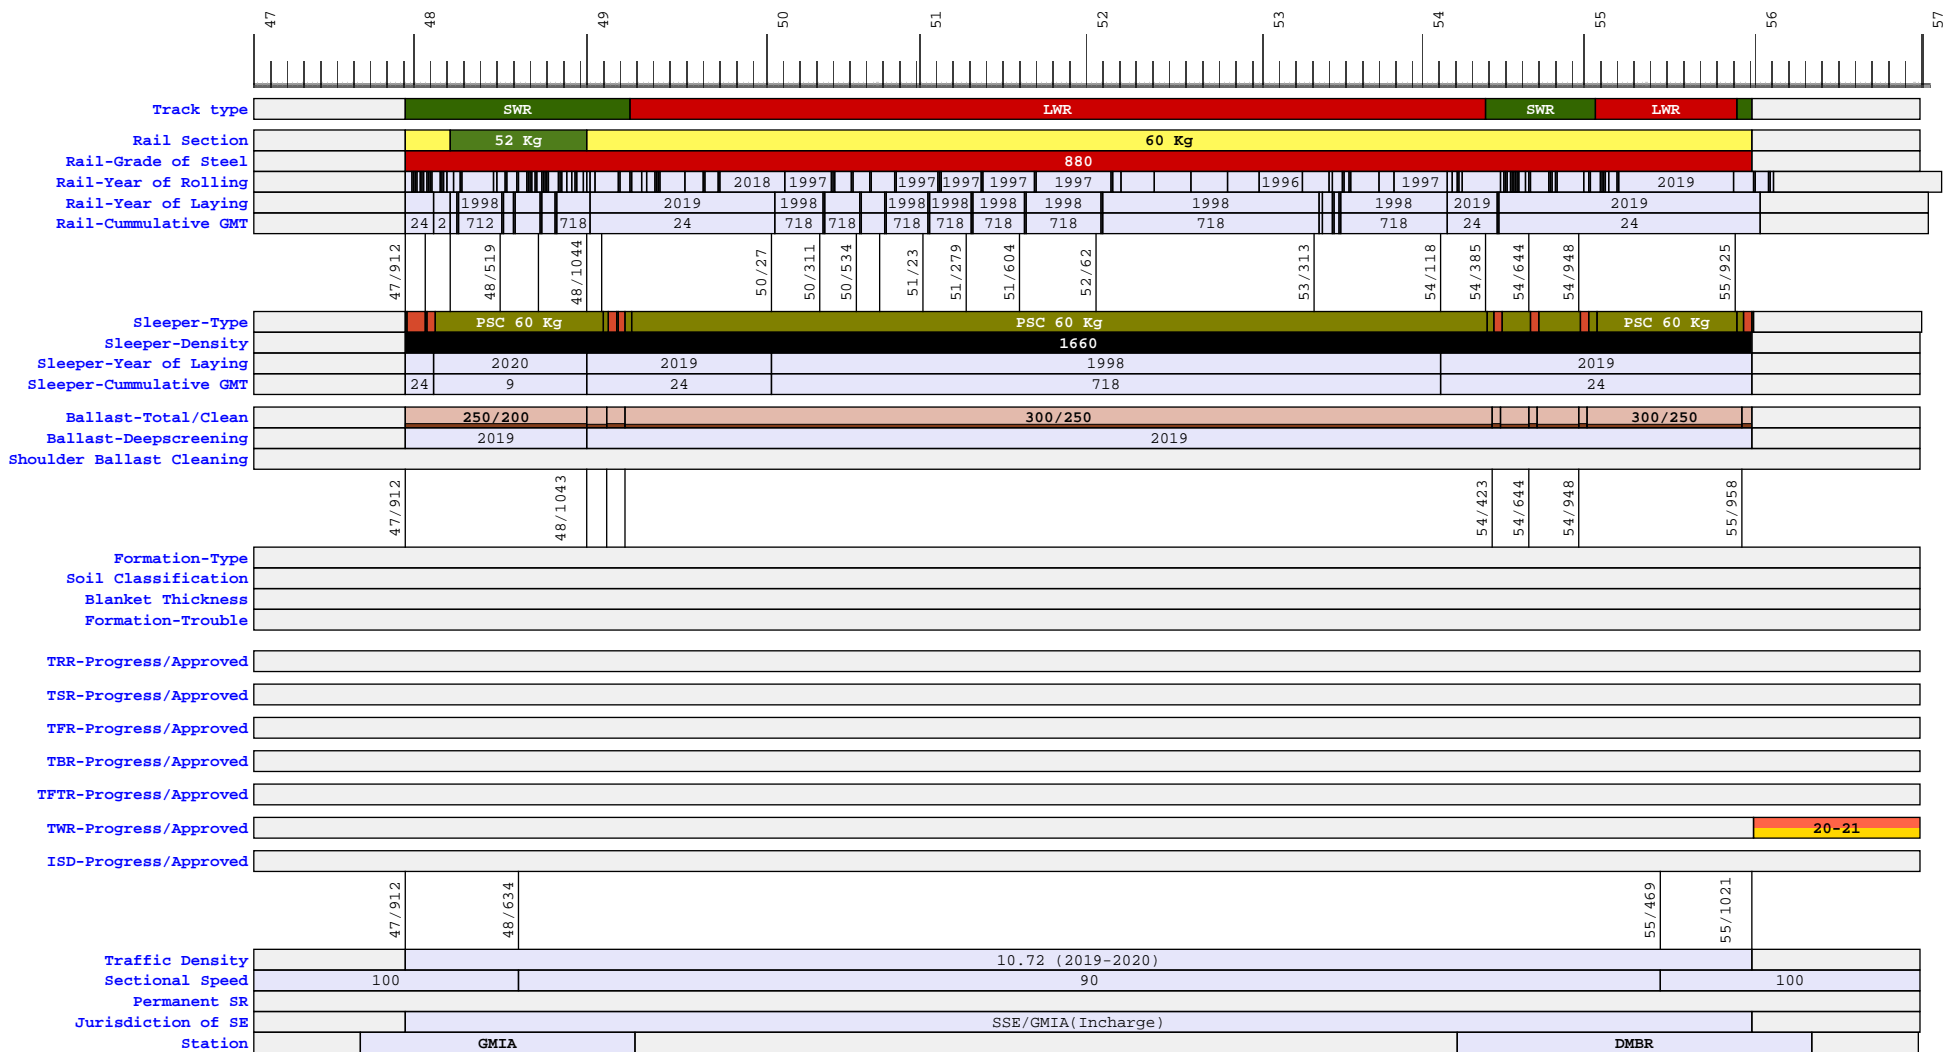 47 48 49 50 51 52 53 54 55 56 57
Track type SWR LWR SWR LWR
Rail Section 52 Kg 60 Kg
Rail-Grade of Steel 880
Rail-Year of Rolling 2018 1997 1997 1997 1997 1997 1996 1997 2019
Rail-Year of Laying 1998 2019 1998 1998 1998 1998 1998 1998 1998 2019 2019
Rail-Cummulative GMT 24 2 712 718 24 718 718 718 718 718 718 718 718 24 24
47/912 48/519 48/1044 50/27 50/311 50/534 51/23 51/279 51/604 52/62 53/313 54/118 54/385 54/644 54/948 55/925
Sleeper-Type PSC 60 Kg PSC 60 Kg PSC 60 Kg
Sleeper-Density 1660
Sleeper-Year of Laying 2020 2019 1998 2019
Sleeper-Cummulative GMT 24 9 24 718 24
Ballast-Total/Clean 250/200 300/250 300/250
Ballast-Deepscreening 2019 2019
Shoulder Ballast Cleaning
47/912 48/1043 54/423 54/644 54/948 55/958
Formation-Type
Soil Classification
Blanket Thickness
Formation-Trouble
TRR-Progress/Approved
TSR-Progress/Approved
TFR-Progress/Approved
TBR-Progress/Approved
TFTR-Progress/Approved
TWR-Progress/Approved 20-21
ISD-Progress/Approved
47/912 48/634 55/469 55/1021
Traffic Density 10.72 (2019-2020)
Sectional Speed 100 90 100
Permanent SR
Jurisdiction of SE SSE/GMIA(Incharge)
Station GMIA DMBR